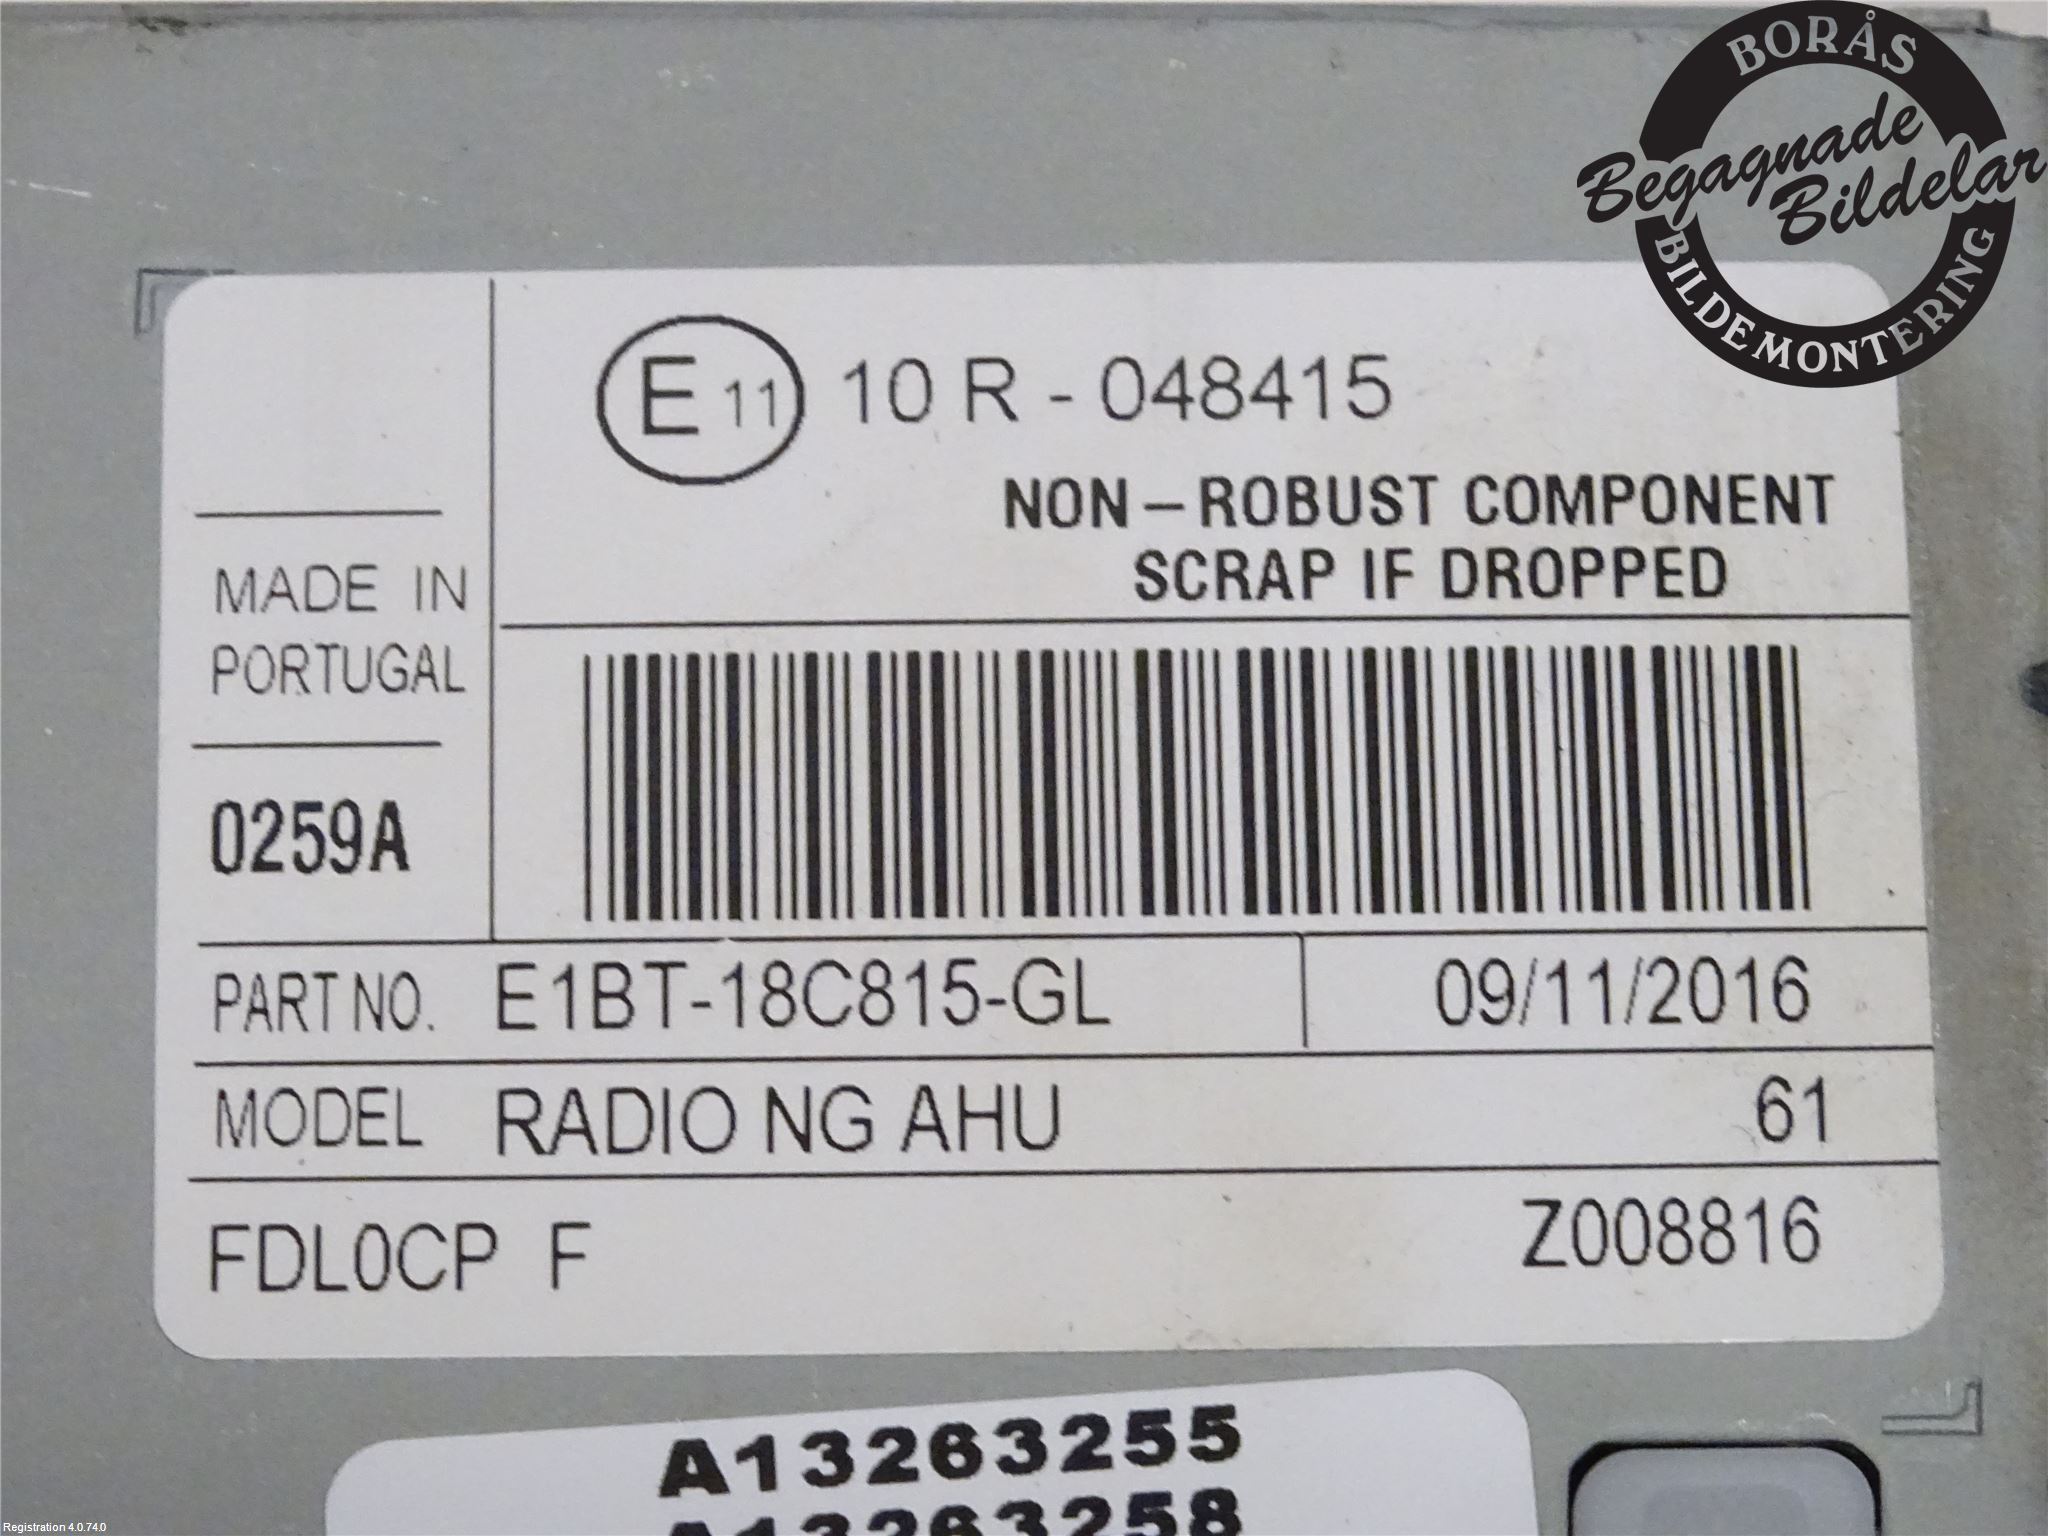 BORÅS
Begagnade
Bildelar
BILDEMONTERING
E 11 10 R - 048415
NON-ROBUST COMPONENT
SCRAP IF DROPPED
MADE IN
PORTUGAL
0259A
PART NO. E1BT-18C815-GL 09/11/2016
MODEL RADIO NG AHU 61
FDL0CP F Z008816
A13263255
A13263258
Registration 4.0.74.0